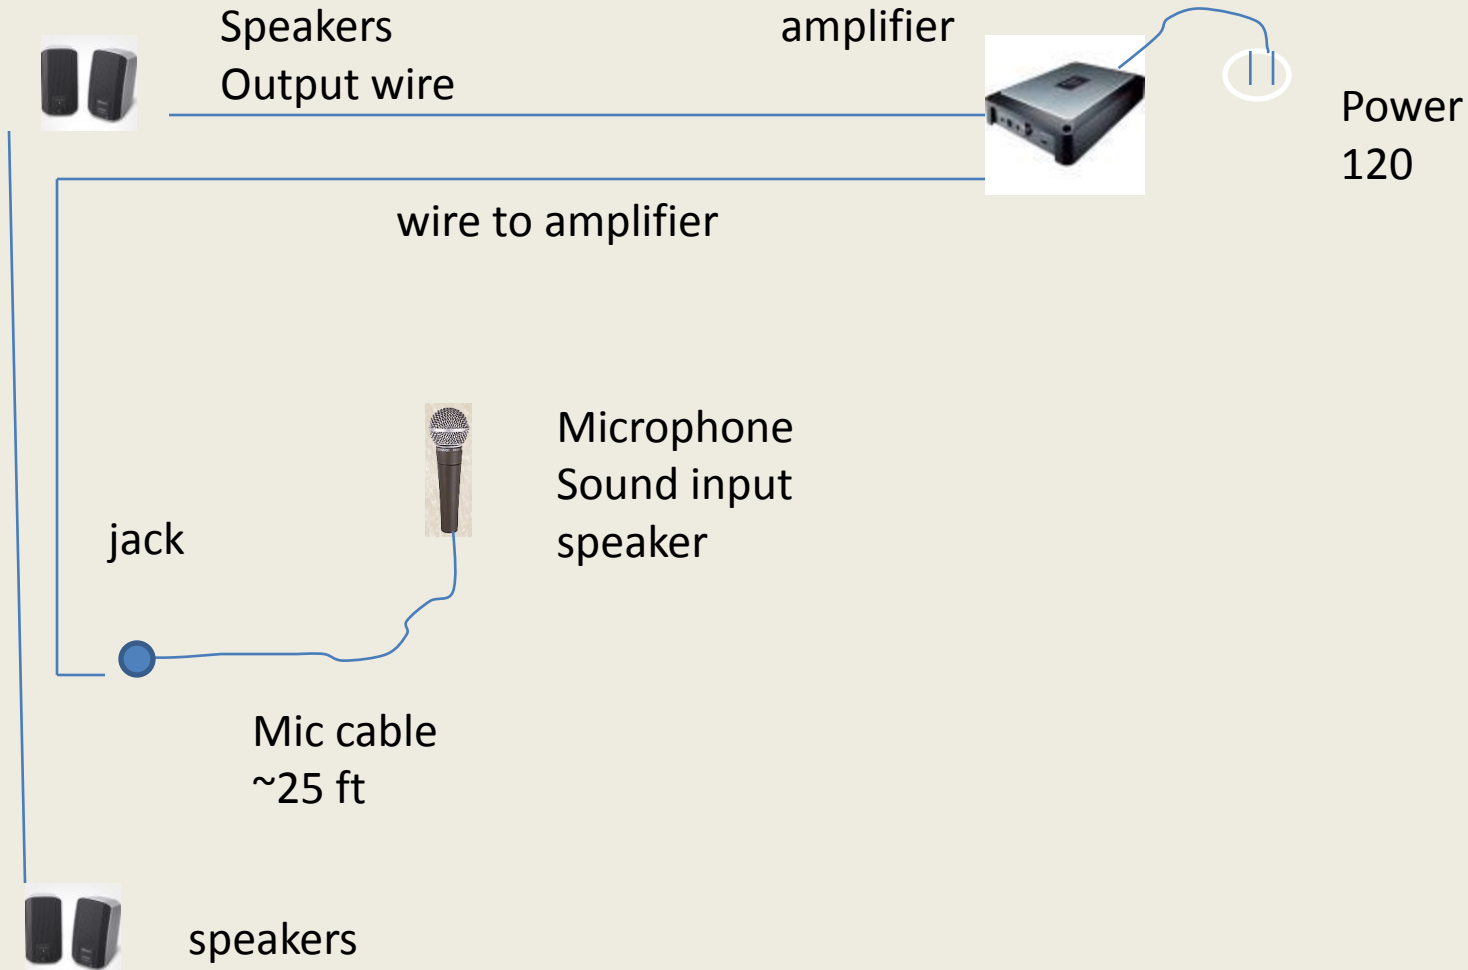 Speakers
Output wire
amplifier
Power
120
wire to amplifier
Microphone
Sound input
speaker
jack
Mic cable
~25 ft
speakers